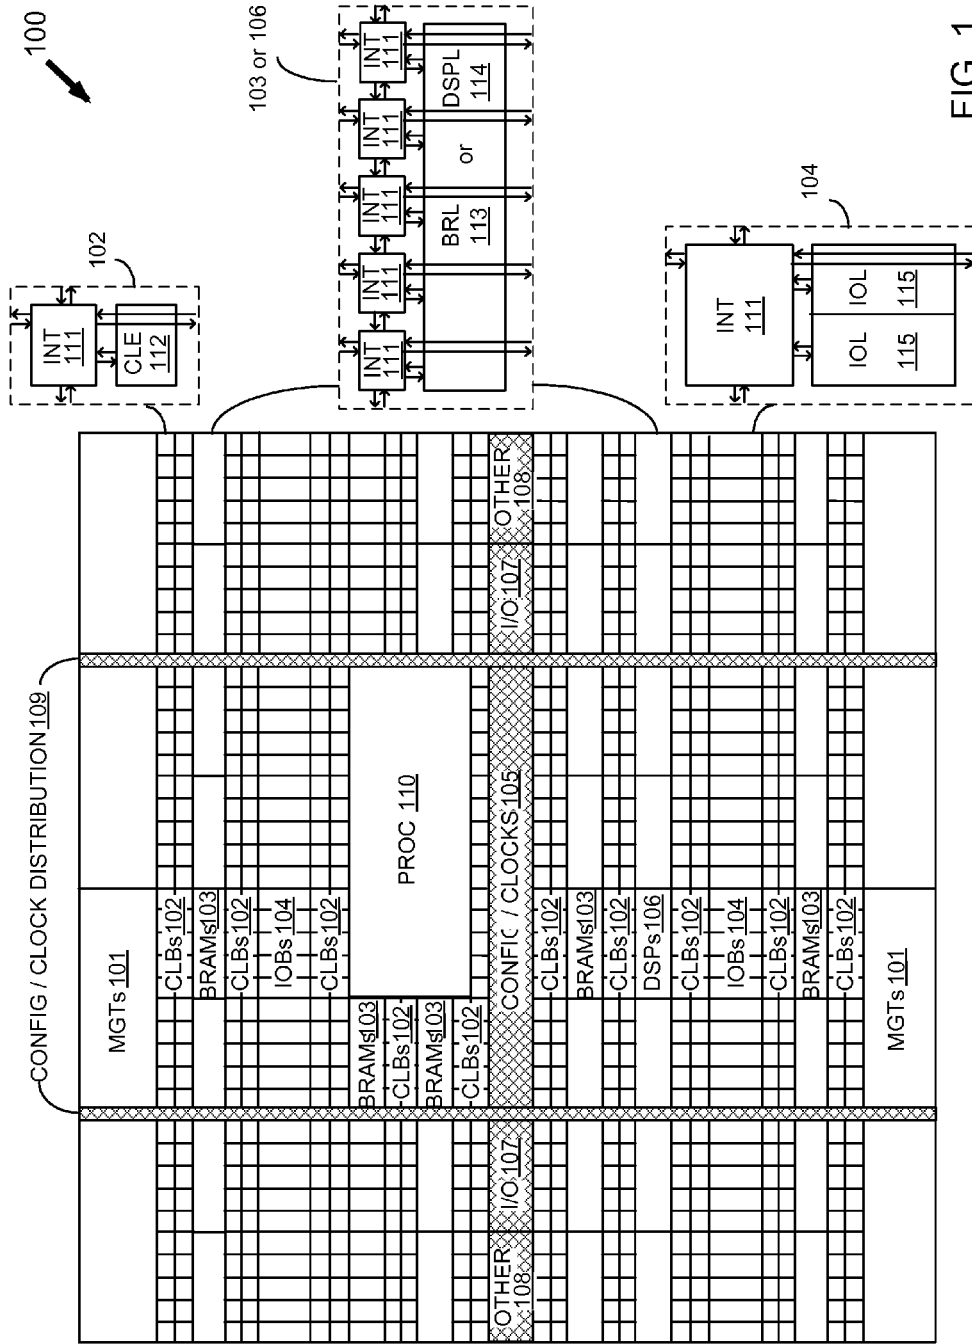 100
CONFIG / CLOCK DISTRIBUTION 109
MGTs 101
CLBs 102
BRAMs 103
CLBs 102
IOBs 104
CLBs 102
BRAMs 103
CLBs 102
BRAMs 103
CLBs 102
PROC 110
OTHER
108
I/O 107
CONFIG / CLOCKS 105
I/O 107
OTHER
108
CLBs 102
BRAMs 103
CLBs 102
DSPs 106
CLBs 102
IOBs 104
CLBs 102
BRAMs 103
CLBs 102
MGTs 101
102
INT
111
CLE
112
103 or 106
INT
111
INT
111
INT
111
INT
111
INT
111
BRL or DSPL
113 114
104
INT
111
IOL IOL
115 115
FIG. 1